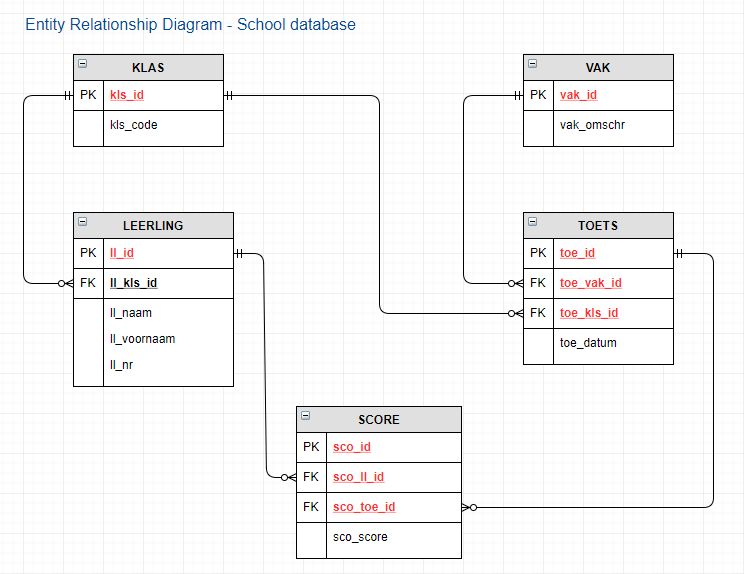 Entity Relationship Diagram - School database
KLAS
PK kls_id
kls_code
VAK
PK vak_id
vak_omschr
LEERLING
PK ll_id
FK ll_kls_id
ll_naam
ll_voornaam
ll_nr
TOETS
PK toe_id
FK toe_vak_id
FK toe_kls_id
toe_datum
SCORE
PK sco_id
FK sco_ll_id
FK sco_toe_id
sco_score